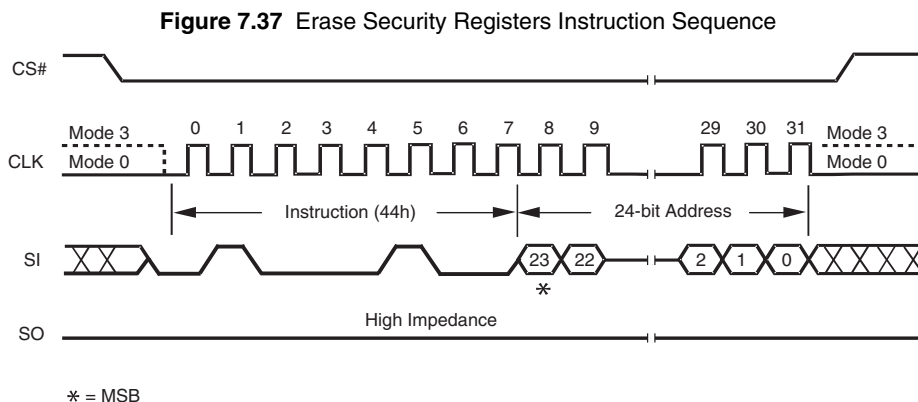 Figure 7.37 Erase Security Registers Instruction Sequence
CS#
Mode 3 0 1 2 3 4 5 6 7 8 9 29 30 31 Mode 3
CLK Mode 0 Mode 0
Instruction (44h) 24-bit Address
SI 23 22 2 1 0
*
High Impedance
SO
* = MSB